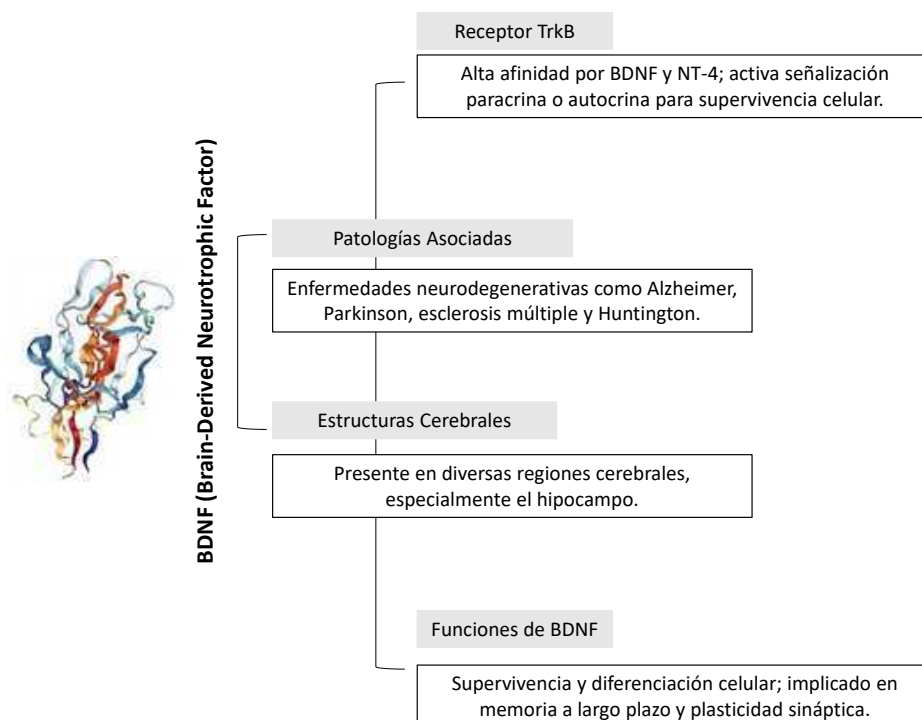 Receptor TrkB
Alta afinidad por BDNF y NT-4; activa señalización
paracrina o autocrina para supervivencia celular.
BDNF (Brain-Derived Neurotrophic Factor)
Patologías Asociadas
Enfermedades neurodegenerativas como Alzheimer,
Parkinson, esclerosis múltiple y Huntington.
Estructuras Cerebrales
Presente en diversas regiones cerebrales,
especialmente el hipocampo.
Funciones de BDNF
Supervivencia y diferenciación celular; implicado en
memoria a largo plazo y plasticidad sináptica.